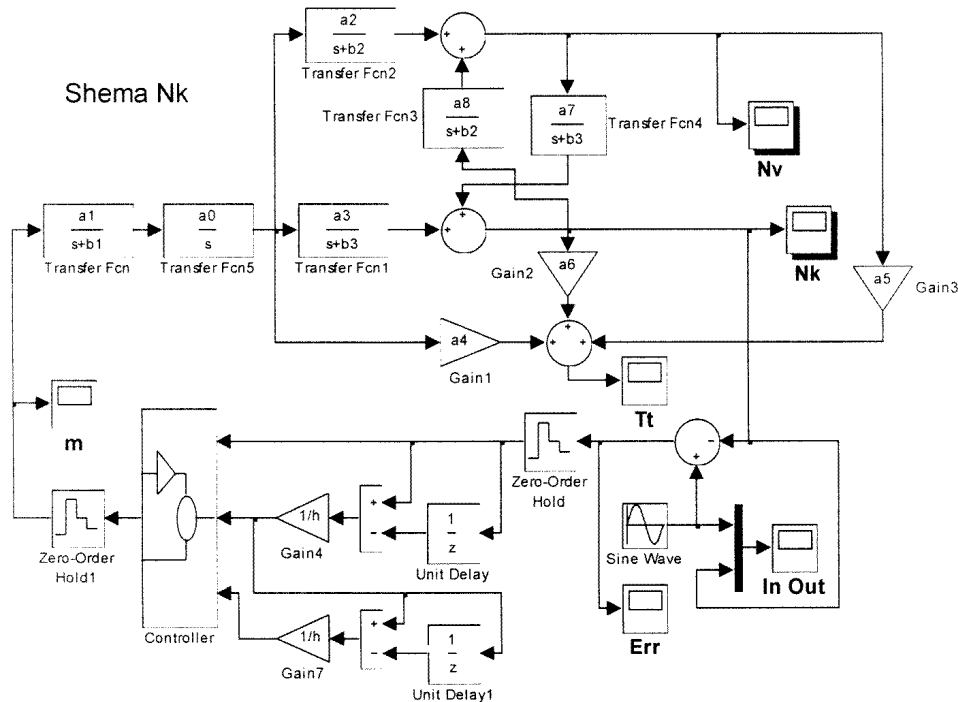 a2
s+b2
Transfer Fcn2
+
+
Shema Nk
Transfer Fcn3
a8
s+b2
a7
s+b3
Transfer Fcn4
Nv
a1
s+b1
Transfer Fcn
a0
s
Transfer Fcn5
a3
s+b3
Transfer Fcn1
+
+
Nk
Gain2
a6
a5
Gain3
a4
Gain1
+
+
+
Tt
m
Zero-Order
Hold
-
+
Zero-Order
Hold1
Controller
1/h
Gain4
+
-
1
z
Unit Delay
Sine Wave
In Out
Err
1/h
Gain7
+
-
1
z
Unit Delay1